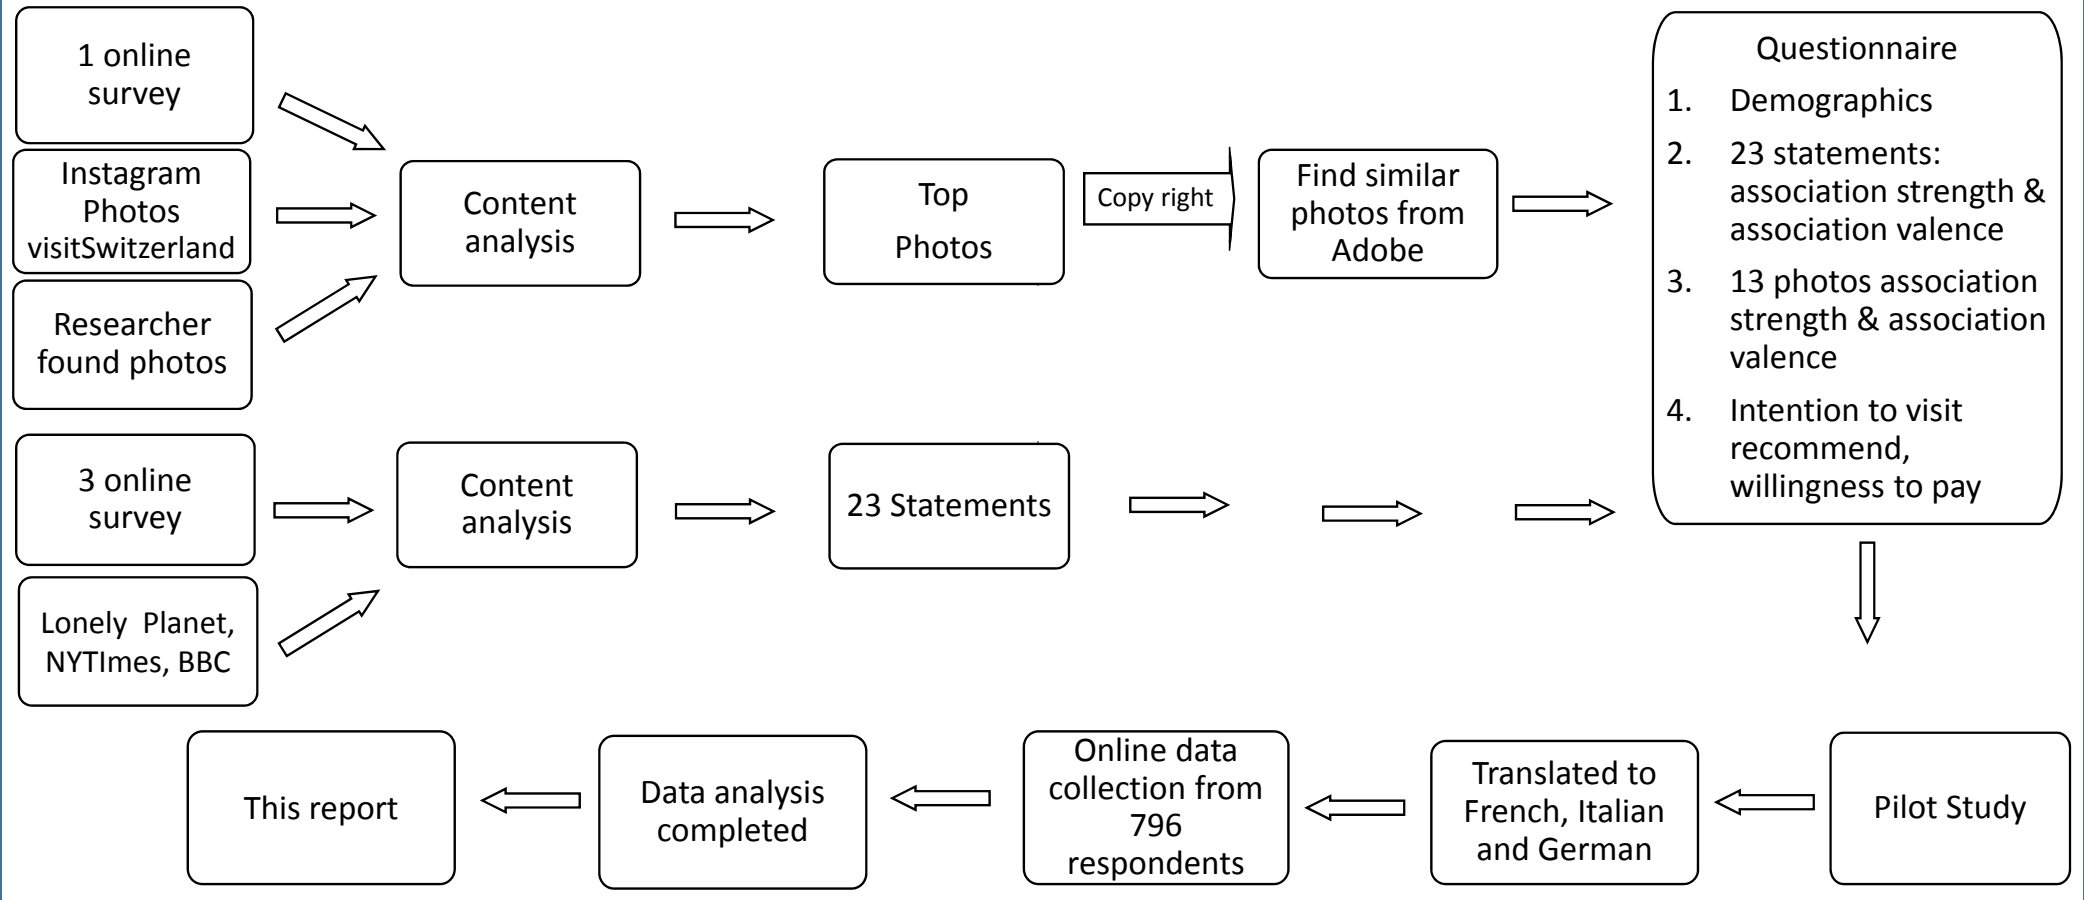 1 online
survey
Instagram
Photos
visitSwitzerland
Researcher
found photos
Content
analysis
Top
Photos
Copy right
Find similar
photos from
Adobe
Questionnaire
1. Demographics
2. 23 statements:
association strength &
association valence
3. 13 photos association
strength & association
valence
4. Intention to visit
recommend,
willingness to pay
3 online
survey
Lonely Planet,
NYTImes, BBC
Content
analysis
23 Statements
This report
Data analysis
completed
Online data
collection from
796
respondents
Translated to
French, Italian
and German
Pilot Study